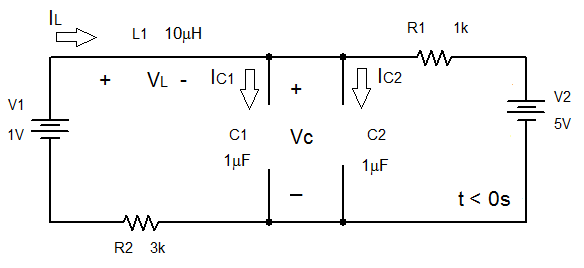 IL
L1 10μH
R1 1k
+ VL -
IC1
+
IC2
V1
1V
V2
5V
C1
1μF
Vc
C2
1μF
–
t < 0s
R2 3k